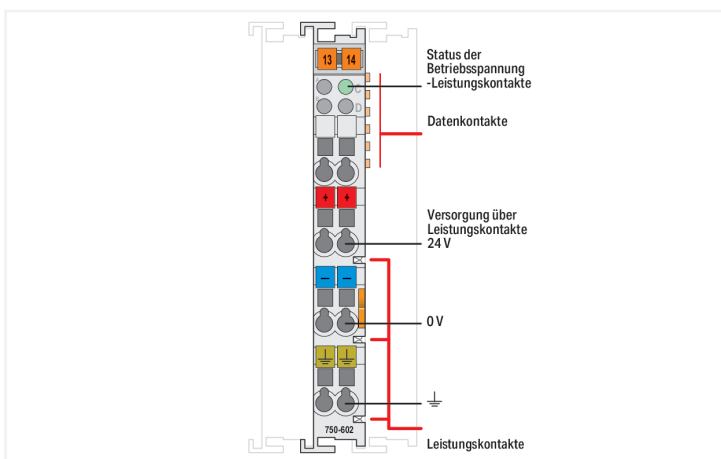 13 14
A C
B D
Status der
Betriebsspannung
-Leistungskontakte
Datenkontakte
+ +
Versorgung über
Leistungskontakte
24 V
– –
0 V
750-602
Leistungskontakte